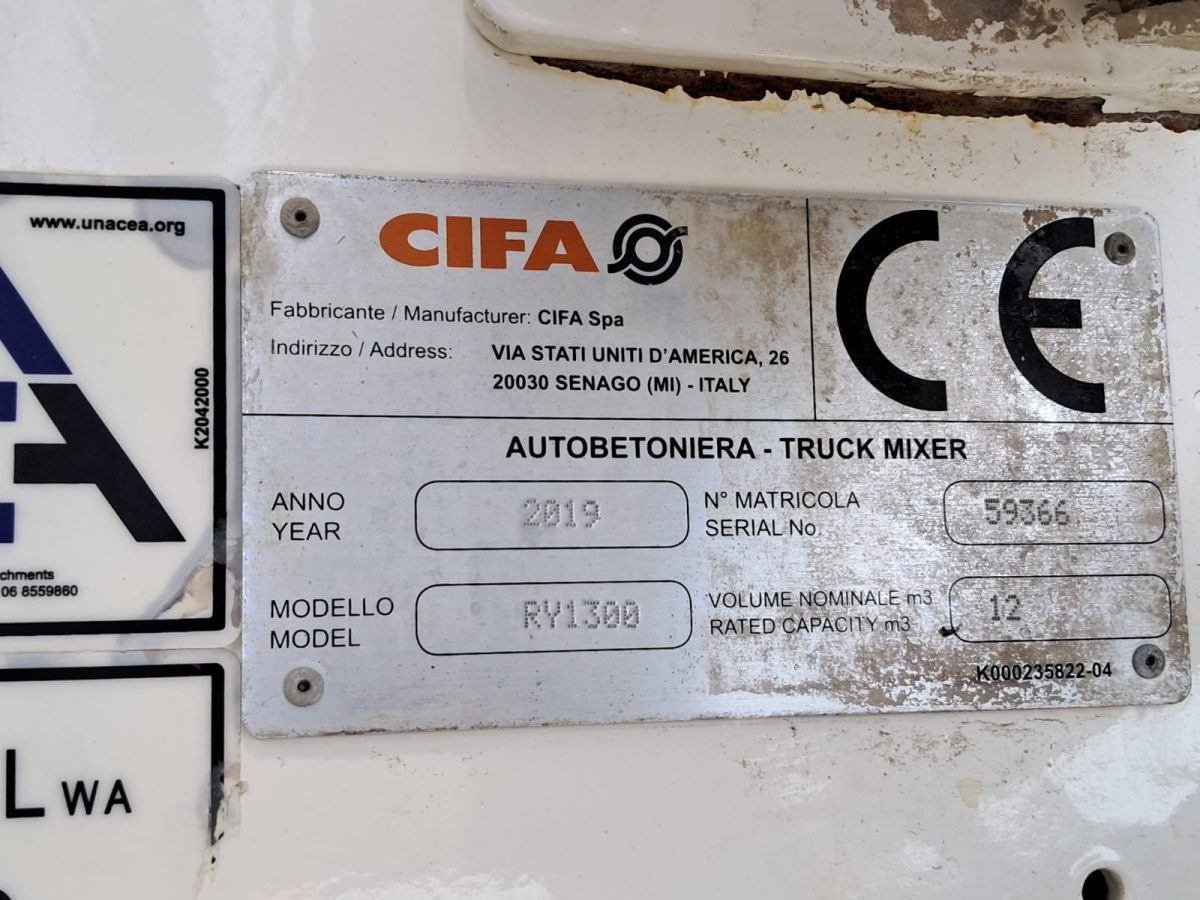 www.unacea.org
K2042000
chments
06 8559860
L WA
CIFA
Fabbricante / Manufacturer: CIFA Spa
Indirizzo / Address: VIA STATI UNITI D'AMERICA, 26
20030 SENAGO (MI) - ITALY
CE
AUTOBETONIERA - TRUCK MIXER
ANNO
YEAR
2019
N° MATRICOLA
SERIAL No.
59366
MODELLO
MODEL
RY1300
VOLUME NOMINALE m3
RATED CAPACITY m3
12
K000235822-04